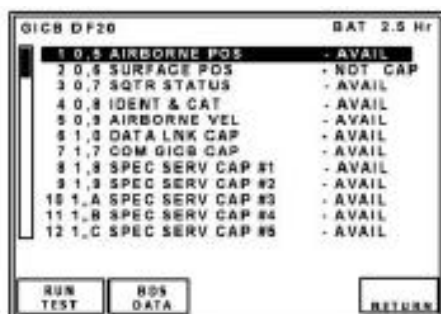 GICB DF20 BAT 2.5 Hr
1 0,5 AIRBORNE POS - AVAIL
2 0,6 SURFACE POS - NOT CAP
3 0,7 SQTR STATUS - AVAIL
4 0,8 IDENT & CAT - AVAIL
5 0,9 AIRBORNE VEL - AVAIL
6 1,0 DATA LNK CAP - AVAIL
7 1,7 COM GICB CAP - AVAIL
8 1,8 SPEC SERV CAP #1 - AVAIL
9 1,9 SPEC SERV CAP #2 - AVAIL
10 1,A SPEC SERV CAP #3 - AVAIL
11 1,B SPEC SERV CAP #4 - AVAIL
12 1,C SPEC SERV CAP #5 - AVAIL
RUN TEST
BDS DATA
RETURN